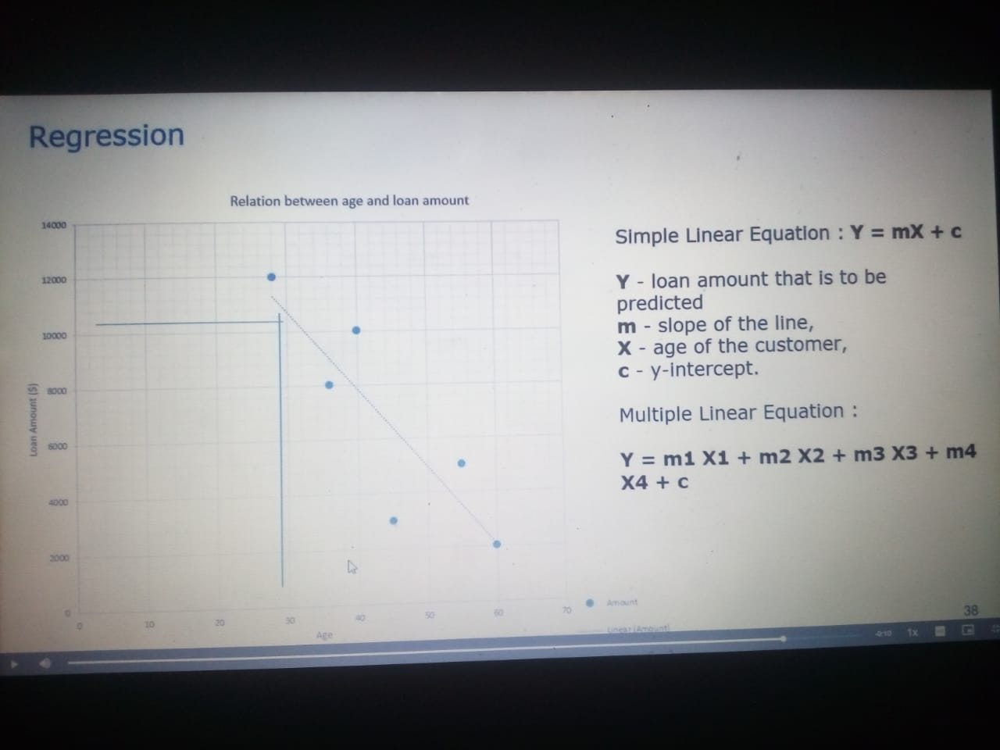 Regression
Relation between age and loan amount
14000
12000
10000
8000
6000
4000
2000
0
Loan Amount ($)
0 10 20 30 40 50 60 70
Age
Amount
Linear (Amount)
Simple Linear Equation : Y = mX + c
Y - loan amount that is to be
predicted
m - slope of the line,
X - age of the customer,
c - y-intercept.
Multiple Linear Equation :
Y = m1 X1 + m2 X2 + m3 X3 + m4
X4 + c
38
-0:10 1x